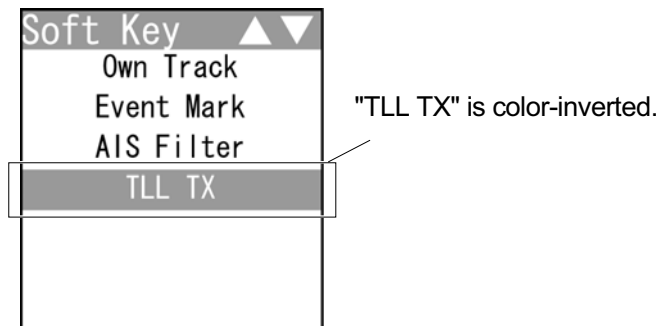 Soft Key ▲▼
Own Track
Event Mark
"TLL TX" is color-inverted.
AIS Filter
TLL TX